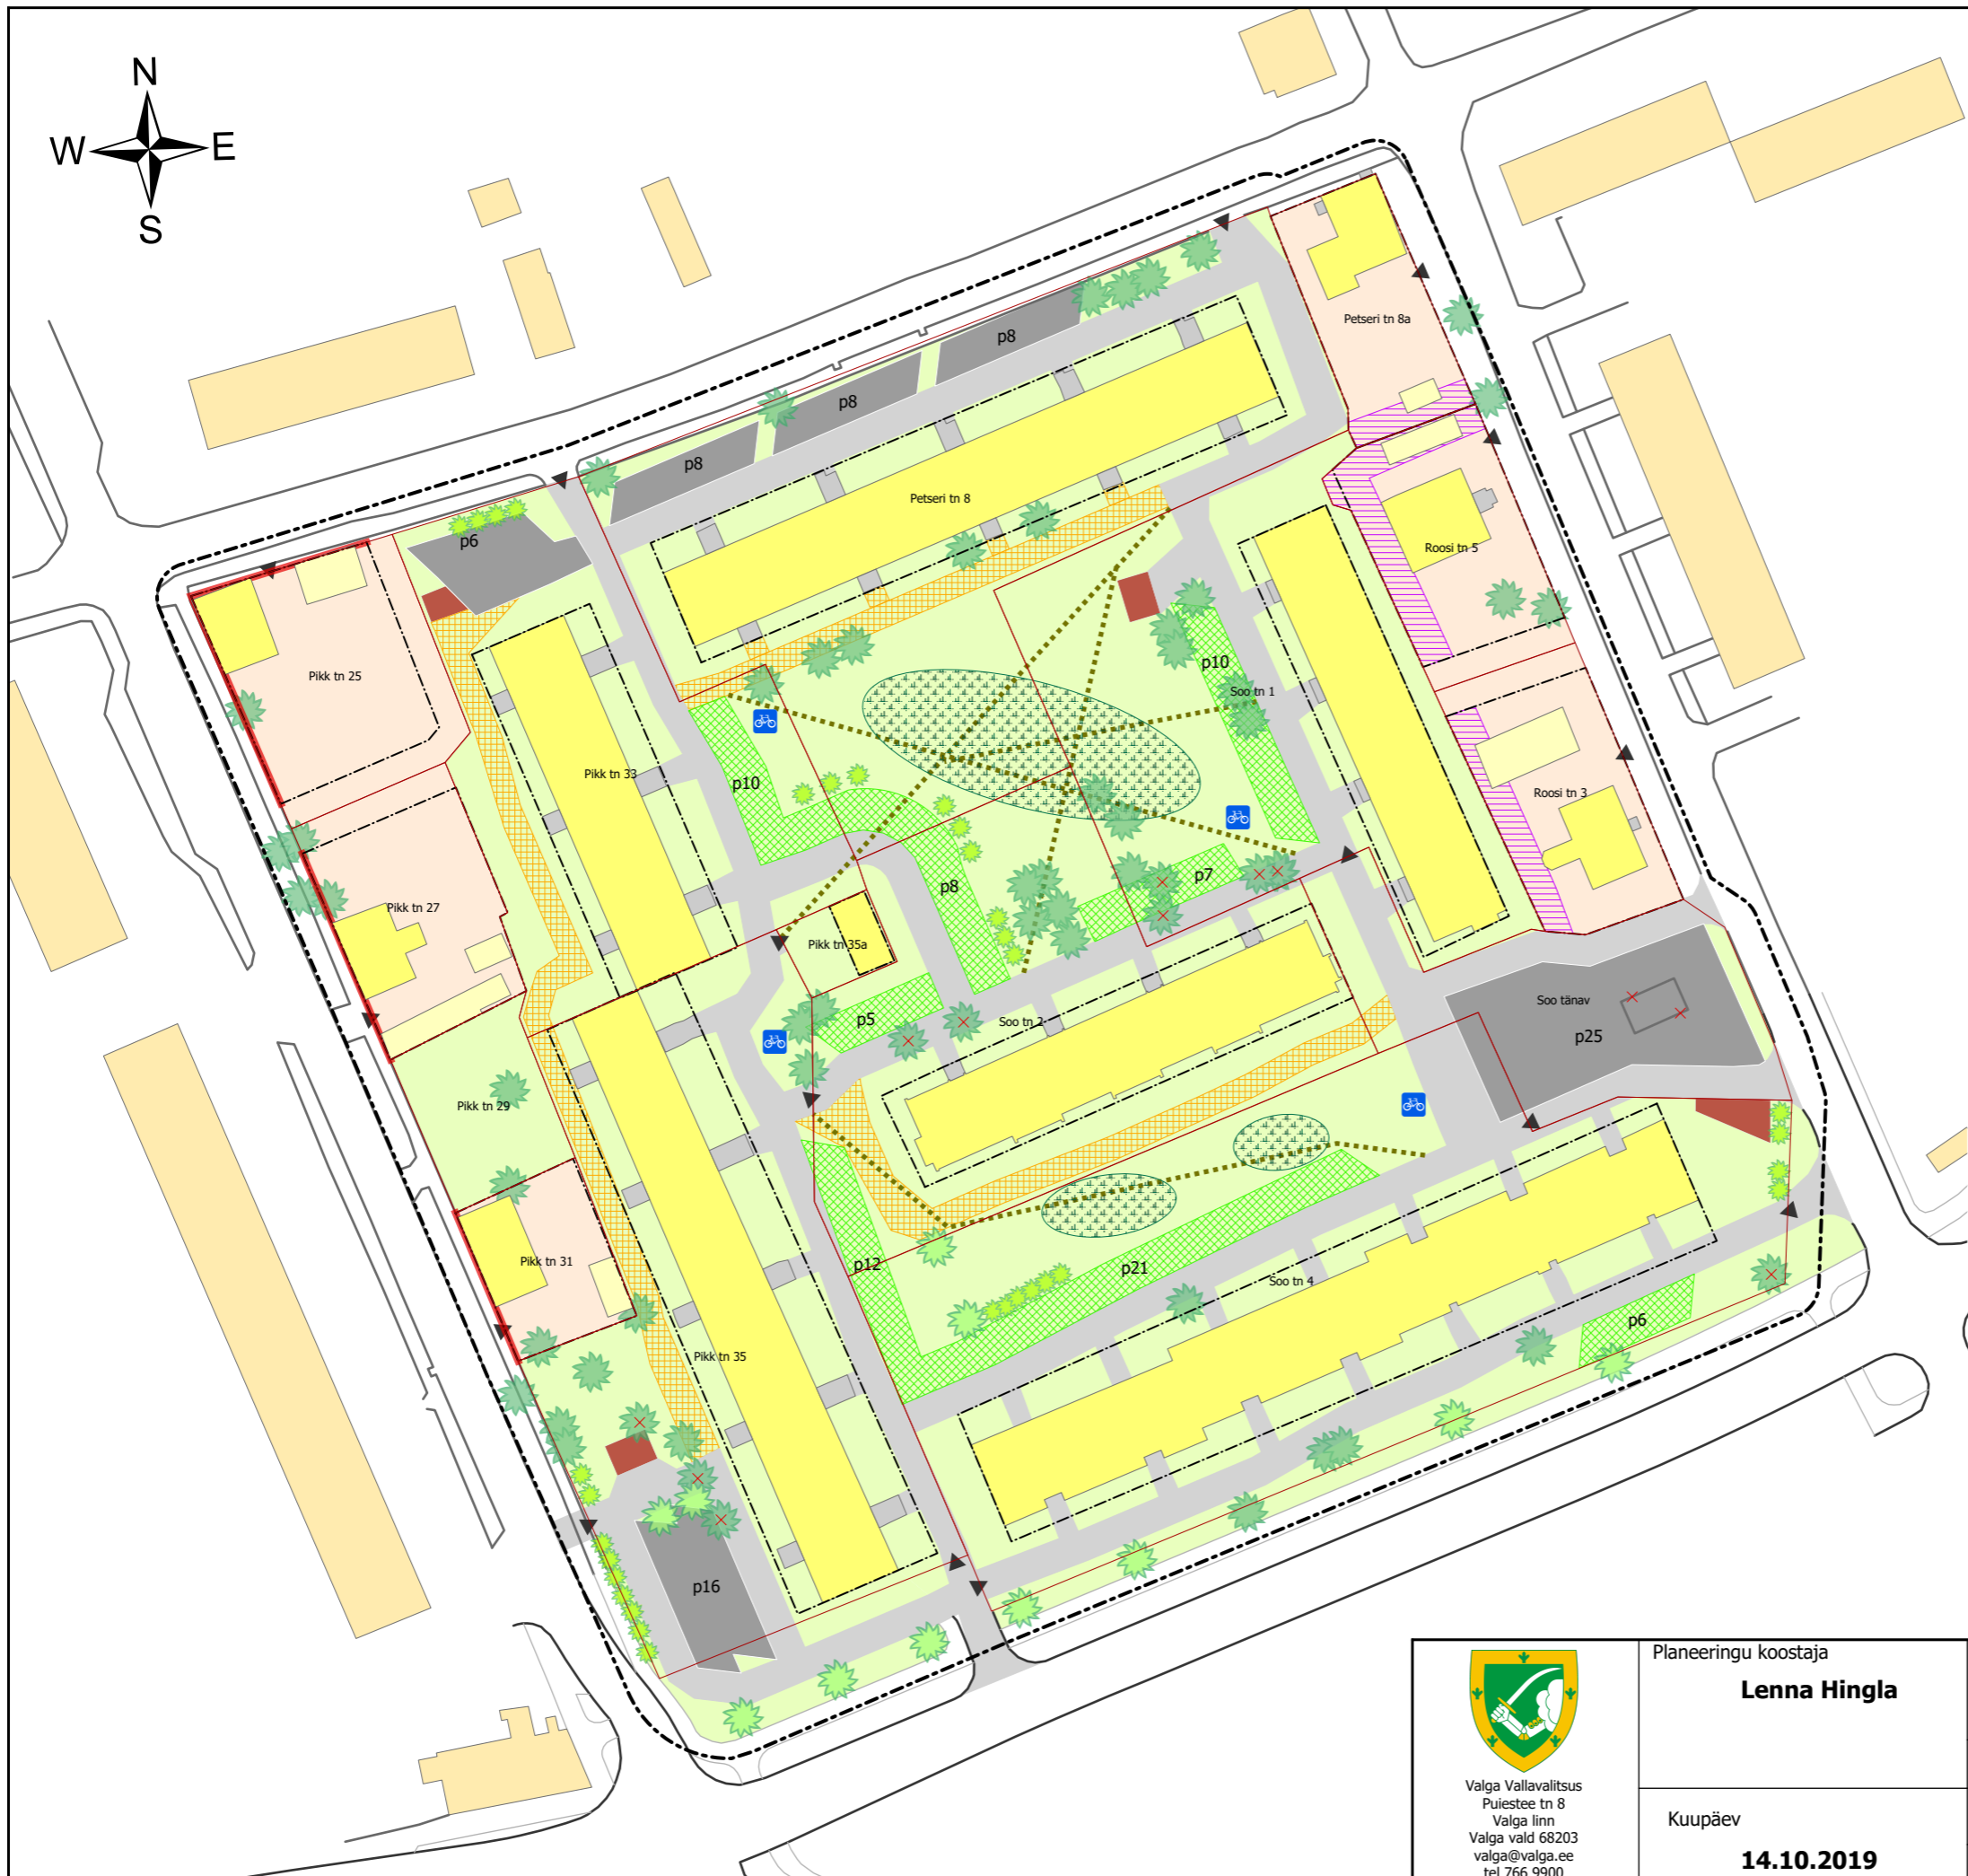 N
W
E
S
Petseri tn 8a
p8
p8
p8
p6
Petseri tn 8
Roosi tn 5
Pikk tn 25
p10
Soo tn 1
Pikk tn 33
p10
Roosi tn 3
p8
p7
Pikk tn 27
Pikk tn 35a
Soo tänav
p5
Soo tn 2
p25
Pikk tn 29
Pikk tn 31
p12
p21
Soo tn 4
p6
Pikk tn 35
p16
Planeeringu koostaja
Lenna Hingla
Valga Vallavalitsus
Puiestee tn 8
Valga linn
Valga vald 68203
valga@valga.ee
tel 766 9900
Kuupäev
14.10.2019